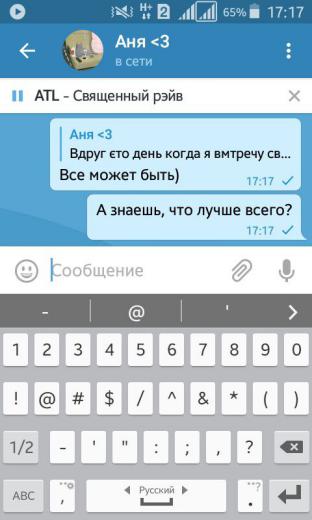 H+ 2 65% 17:17
Аня <3
в сети
ATL - Священный рэйв
Аня <3
Вдруг єто день когда я вмтречу св...
Все может быть)
17:17
А знаешь, что лучше всего?
17:17
Сообщение
- @ '
1 2 3 4 5 6 7 8 9 0
! @ # $ / ^ & * ( )
1/2 - ' " : ; , ?
ABC , Русский .